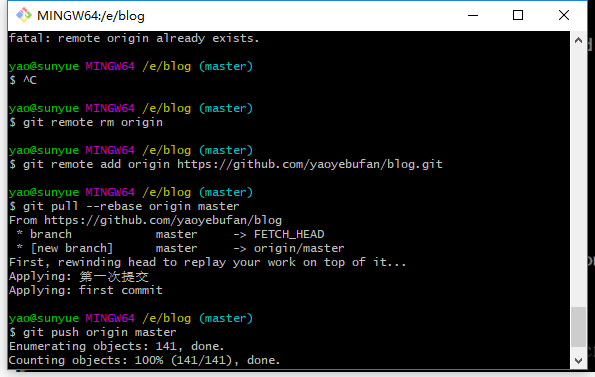 MINGW64:/e/blog
fatal: remote origin already exists.
yao@sunyue MINGW64 /e/blog (master)
$ ^C
yao@sunyue MINGW64 /e/blog (master)
$ git remote rm origin
yao@sunyue MINGW64 /e/blog (master)
$ git remote add origin https://github.com/yaoyebufan/blog.git
yao@sunyue MINGW64 /e/blog (master)
$ git pull --rebase origin master
From https://github.com/yaoyebufan/blog
 * branch            master     -> FETCH_HEAD
 * [new branch]      master     -> origin/master
First, rewinding head to replay your work on top of it...
Applying: 第一次提交
Applying: first commit
yao@sunyue MINGW64 /e/blog (master)
$ git push origin master
Enumerating objects: 141, done.
Counting objects: 100% (141/141), done.